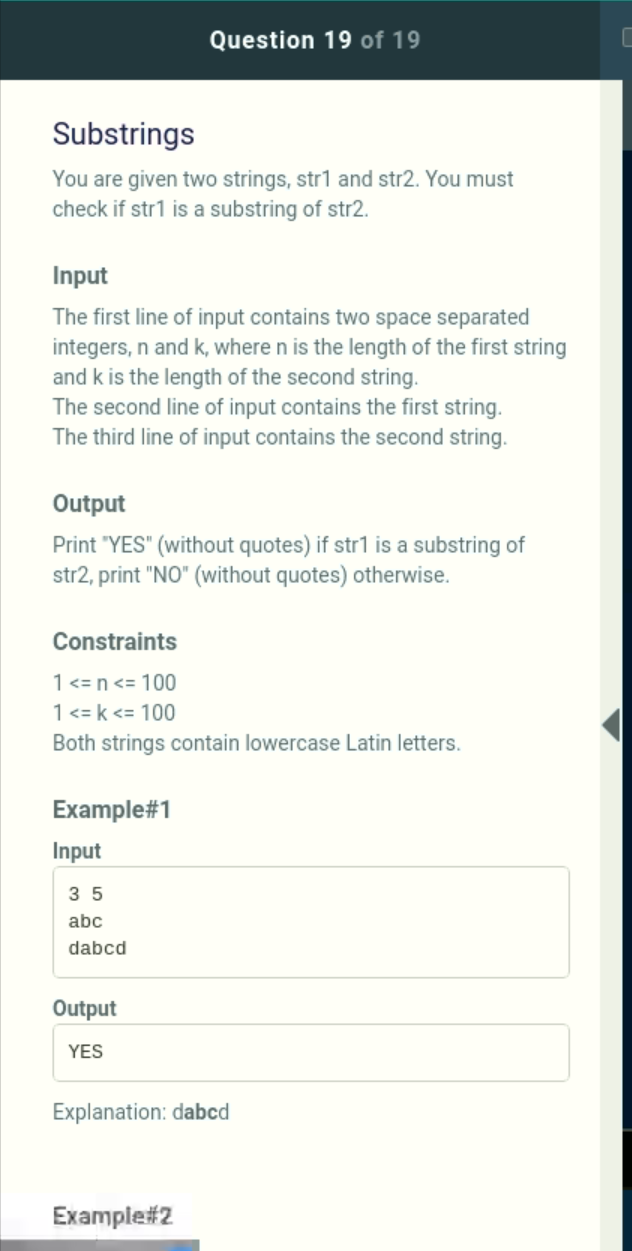 Question 19 of 19
Substrings
You are given two strings, str1 and str2. You must
check if str1 is a substring of str2.
Input
The first line of input contains two space separated
integers, n and k, where n is the length of the first string
and k is the length of the second string.
The second line of input contains the first string.
The third line of input contains the second string.
Output
Print "YES" (without quotes) if str1 is a substring of
str2, print "NO" (without quotes) otherwise.
Constraints
1 <= n <= 100
1 <= k <= 100
Both strings contain lowercase Latin letters.
Example#1
Input
3 5
abc
dabcd
Output
YES
Explanation: dabcd
Example#2